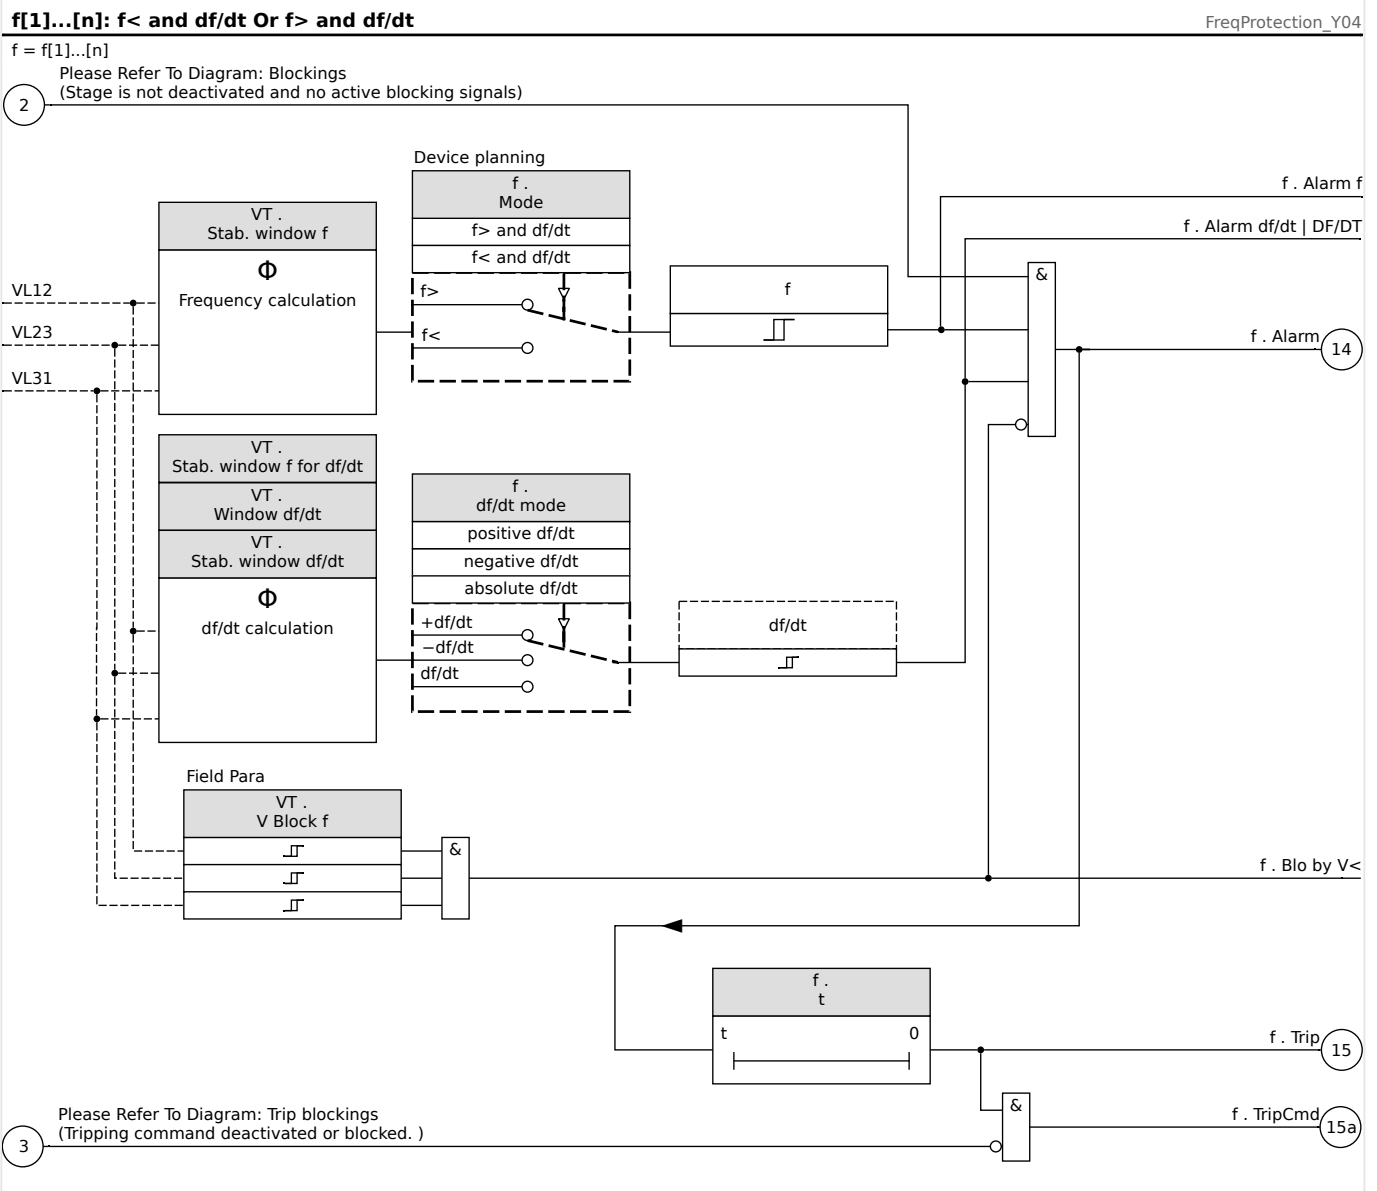 f[1]...[n]: f< and df/dt Or f> and df/dt
FreqProtection_Y04
f = f[1]...[n]
Please Refer To Diagram: Blockings
2
(Stage is not deactivated and no active blocking signals)
Device planning
f .
Mode
f> and df/dt
f< and df/dt
f>
f<
VT .
Stab. window f
Φ
Frequency calculation
VL12
VL23
VL31
f
f . Alarm f
f . Alarm df/dt | DF/DT
&
f . Alarm
14
VT .
Stab. window f for df/dt
VT .
Window df/dt
VT .
Stab. window df/dt
Φ
df/dt calculation
f .
df/dt mode
positive df/dt
negative df/dt
absolute df/dt
+df/dt
−df/dt
df/dt
df/dt
Field Para
VT .
V Block f
&
f . Blo by V<
f .
t
t
0
f . Trip
15
Please Refer To Diagram: Trip blockings
(Tripping command deactivated or blocked. )
3
&
f . TripCmd
15a